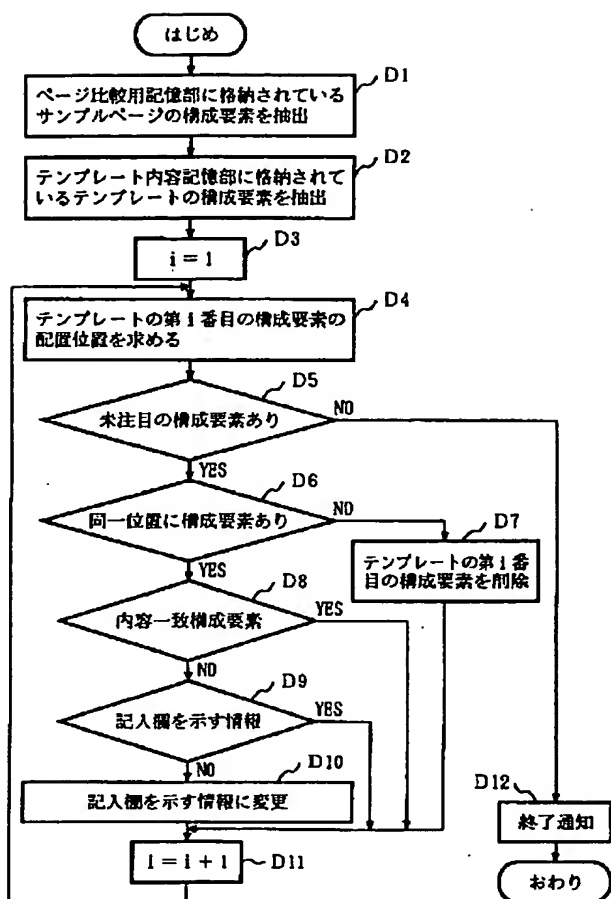 はじめ
D1
ページ比較用記憶部に格納されている
サンプルページの構成要素を抽出
D2
テンプレート内容記憶部に格納されて
いるテンプレートの構成要素を抽出
D3
i = 1
D4
テンプレートの第i番目の構成要素の
配置位置を求める
D5
未注目の構成要素あり
NO
YES
D6
同一位置に構成要素あり
NO
D7
テンプレートの第i番
目の構成要素を削除
YES
D8
内容一致構成要素
YES
NO
D9
記入欄を示す情報
YES
NO
D10
記入欄を示す情報に変更
D12
終了通知
i = i + 1
D11
おわり